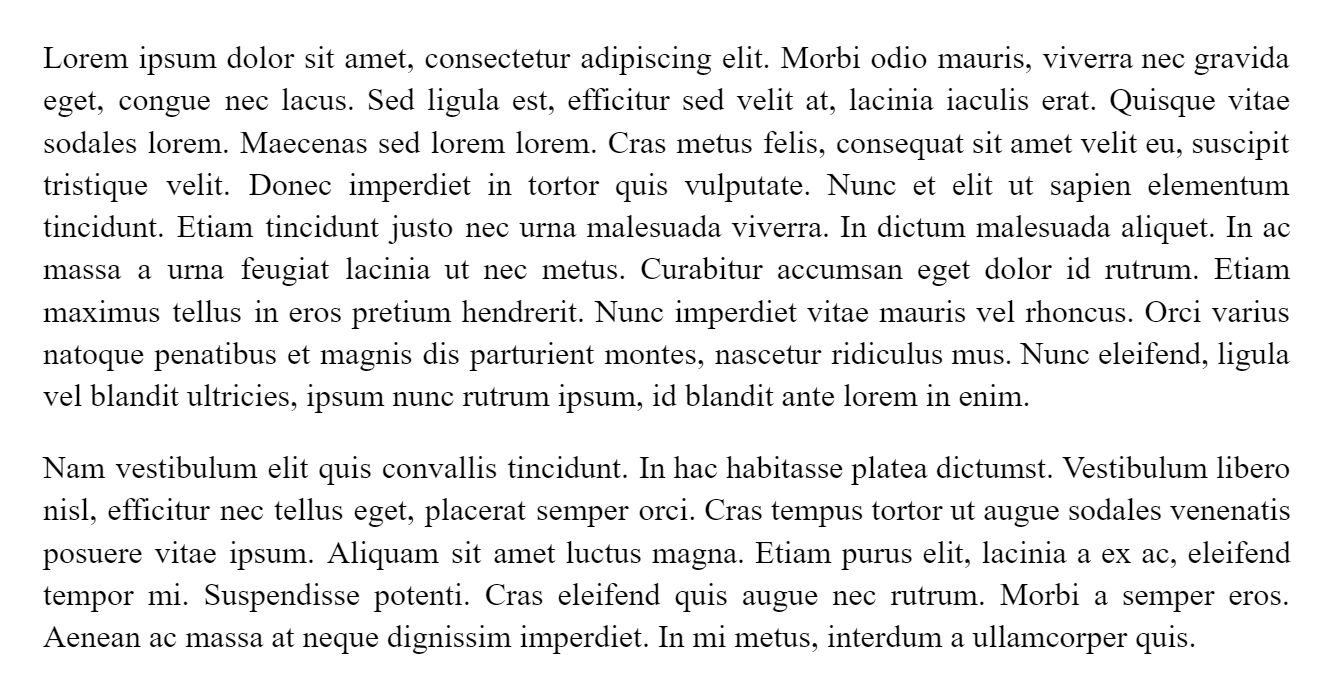 Lorem ipsum dolor sit amet, consectetur adipiscing elit. Morbi odio mauris, viverra nec gravida
eget, congue nec lacus. Sed ligula est, efficitur sed velit at, lacinia iaculis erat. Quisque vitae
sodales lorem. Maecenas sed lorem lorem. Cras metus felis, consequat sit amet velit eu, suscipit
tristique velit. Donec imperdiet in tortor quis vulputate. Nunc et elit ut sapien elementum
tincidunt. Etiam tincidunt justo nec urna malesuada viverra. In dictum malesuada aliquet. In ac
massa a urna feugiat lacinia ut nec metus. Curabitur accumsan eget dolor id rutrum. Etiam
maximus tellus in eros pretium hendrerit. Nunc imperdiet vitae mauris vel rhoncus. Orci varius
natoque penatibus et magnis dis parturient montes, nascetur ridiculus mus. Nunc eleifend, ligula
vel blandit ultricies, ipsum nunc rutrum ipsum, id blandit ante lorem in enim.
Nam vestibulum elit quis convallis tincidunt. In hac habitasse platea dictumst. Vestibulum libero
nisl, efficitur nec tellus eget, placerat semper orci. Cras tempus tortor ut augue sodales venenatis
posuere vitae ipsum. Aliquam sit amet luctus magna. Etiam purus elit, lacinia a ex ac, eleifend
tempor mi. Suspendisse potenti. Cras eleifend quis augue nec rutrum. Morbi a semper eros.
Aenean ac massa at neque dignissim imperdiet. In mi metus, interdum a ullamcorper quis.